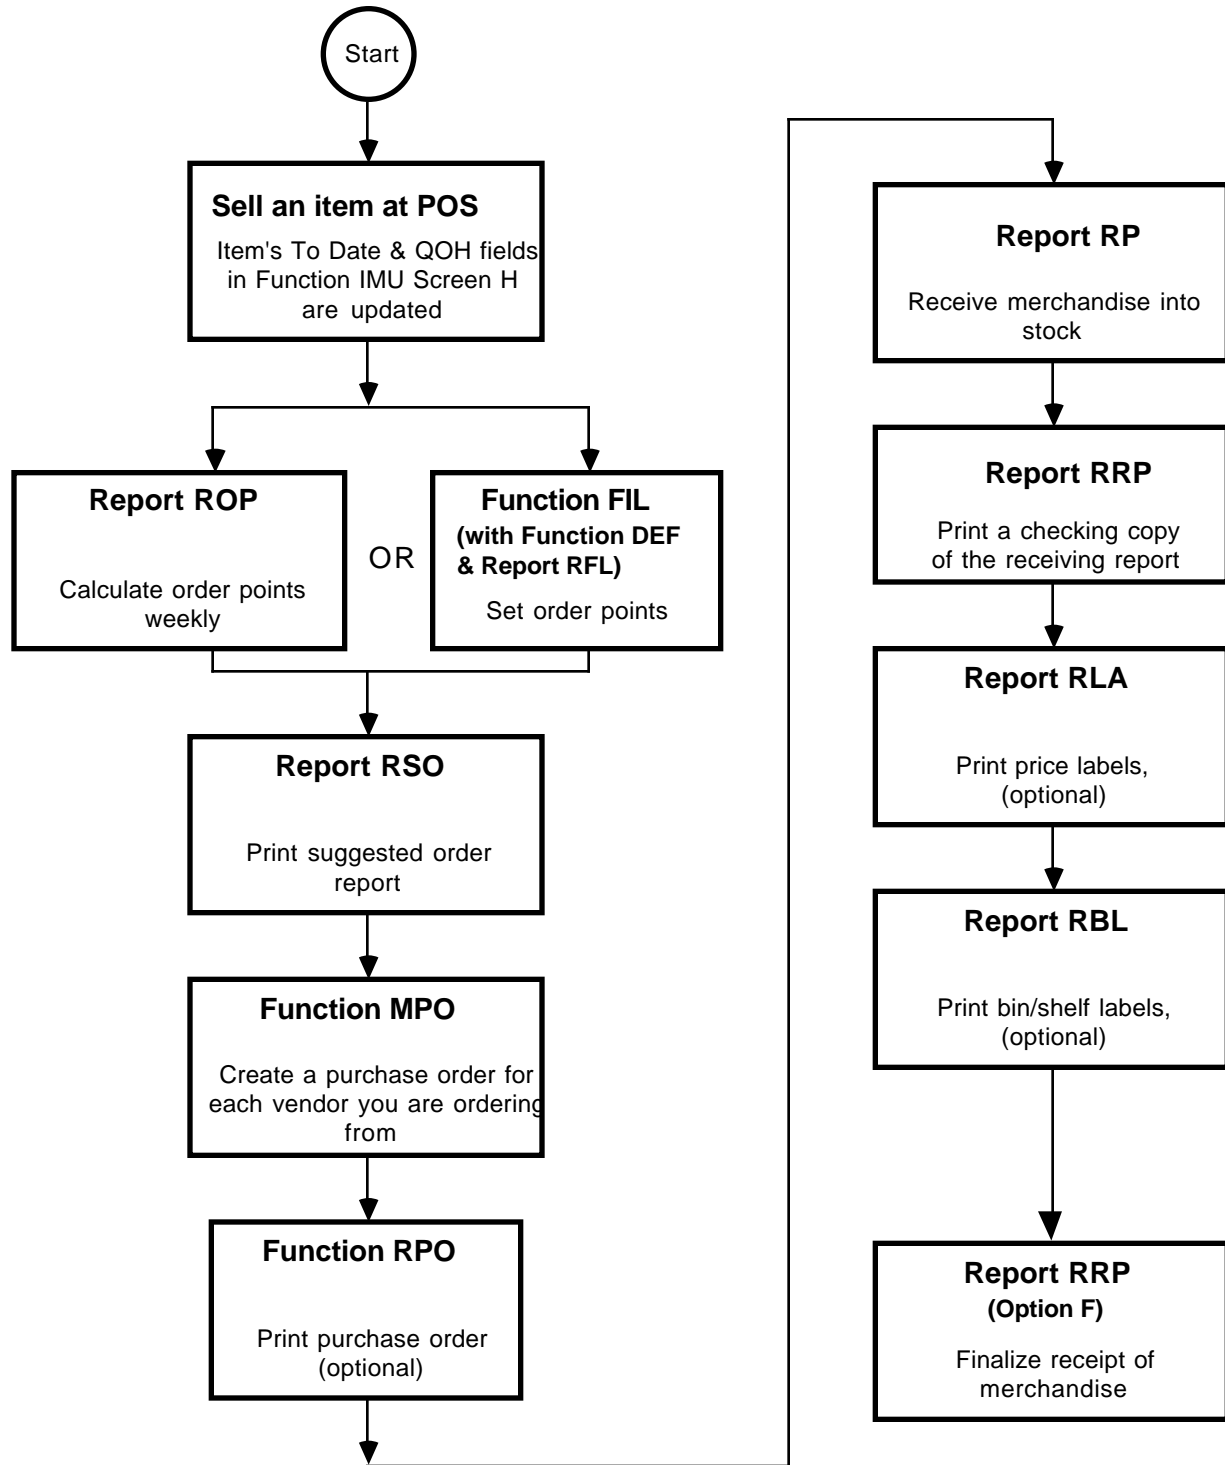 Start
Sell an item at POS
Item's To Date & QOH fields
in Function IMU Screen H
are updated
Report ROP
Calculate order points
weekly
OR
Function FIL
(with Function DEF
& Report RFL)
Set order points
Report RSO
Print suggested order
report
Function MPO
Create a purchase order for
each vendor you are ordering
from
Function RPO
Print purchase order
(optional)
Report RP
Receive merchandise into
stock
Report RRP
Print a checking copy
of the receiving report
Report RLA
Print price labels,
(optional)
Report RBL
Print bin/shelf labels,
(optional)
Report RRP
(Option F)
Finalize receipt of
merchandise